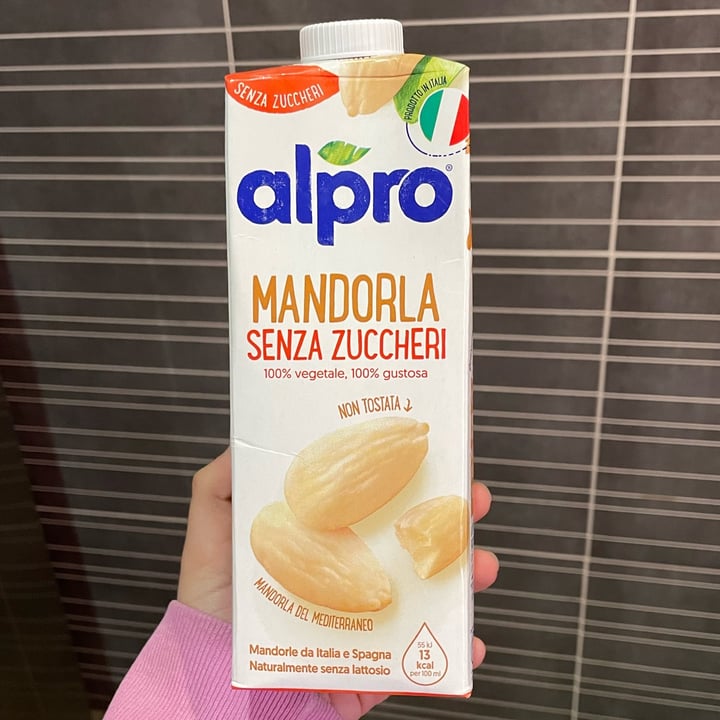 SENZA ZUCCHERI
PRODOTTO IN ITALIA
alpro®
MANDORLA
SENZA ZUCCHERI
100% vegetale, 100% gustosa
NON TOSTATA
MANDORLA DEL MEDITERRANEO
Mandorle da Italia e Spagna
Naturalmente senza lattosio
55 kJ
13
kcal
per 100 ml